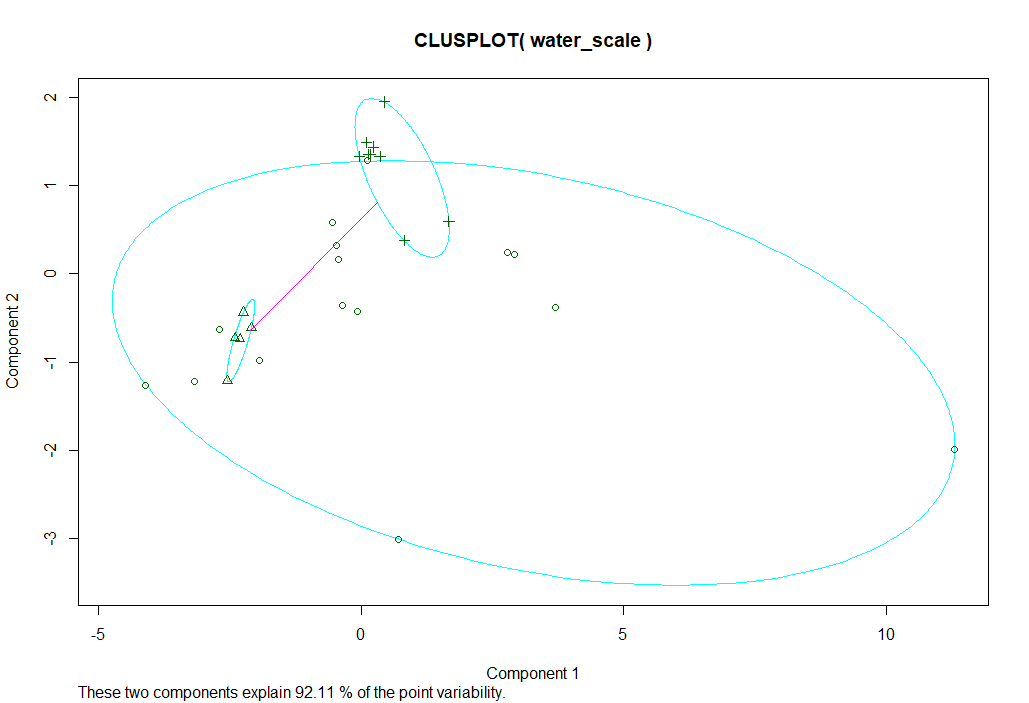 CLUSPLOT( water_scale )
2
1
0
-1
-2
-3
Component 2
-5 0 5 10
Component 1
These two components explain 92.11 % of the point variability.